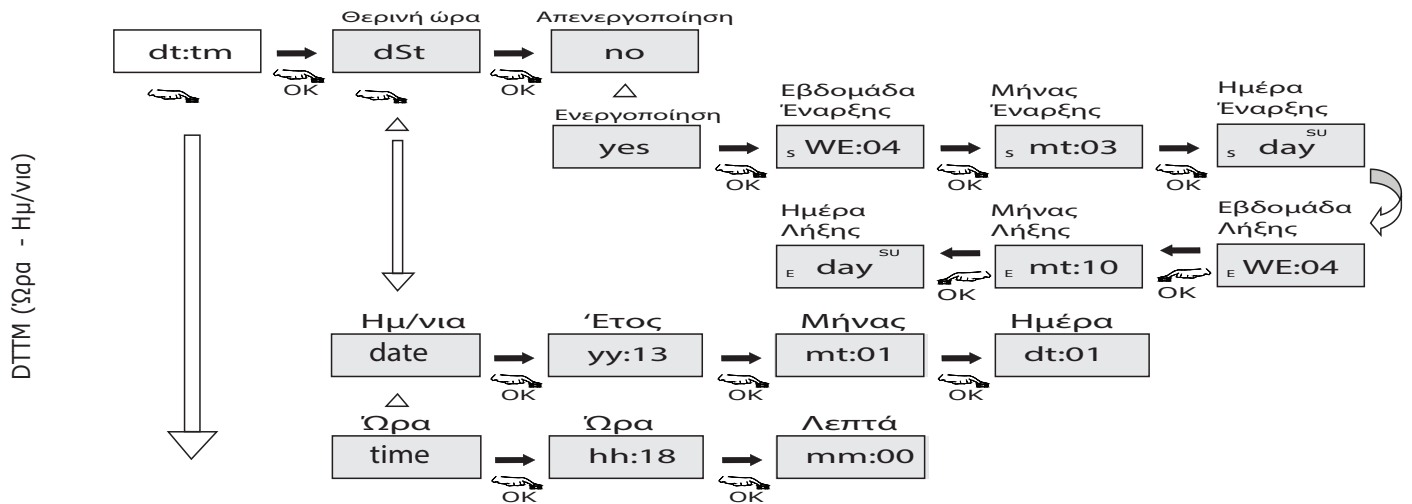 Θερινή ώρα
Απενεργοποίηση
dt:tm
OK
dSt
OK
no
Ενεργοποίηση
yes
OK
Εβδομάδα
Έναρξης
s WE:04
OK
Μήνας
Έναρξης
s mt:03
OK
Ημέρα
Έναρξης
s day SU
Εβδομάδα
Λήξης
E WE:04
OK
Μήνας
Λήξης
E mt:10
OK
Ημέρα
Λήξης
E day SU
DTTM (Ώρα - Ημ/νια)
Ημ/νια
date
OK
Έτος
yy:13
OK
Μήνας
mt:01
OK
Ημέρα
dt:01
Ώρα
time
OK
Ώρα
hh:18
OK
Λεπτά
mm:00